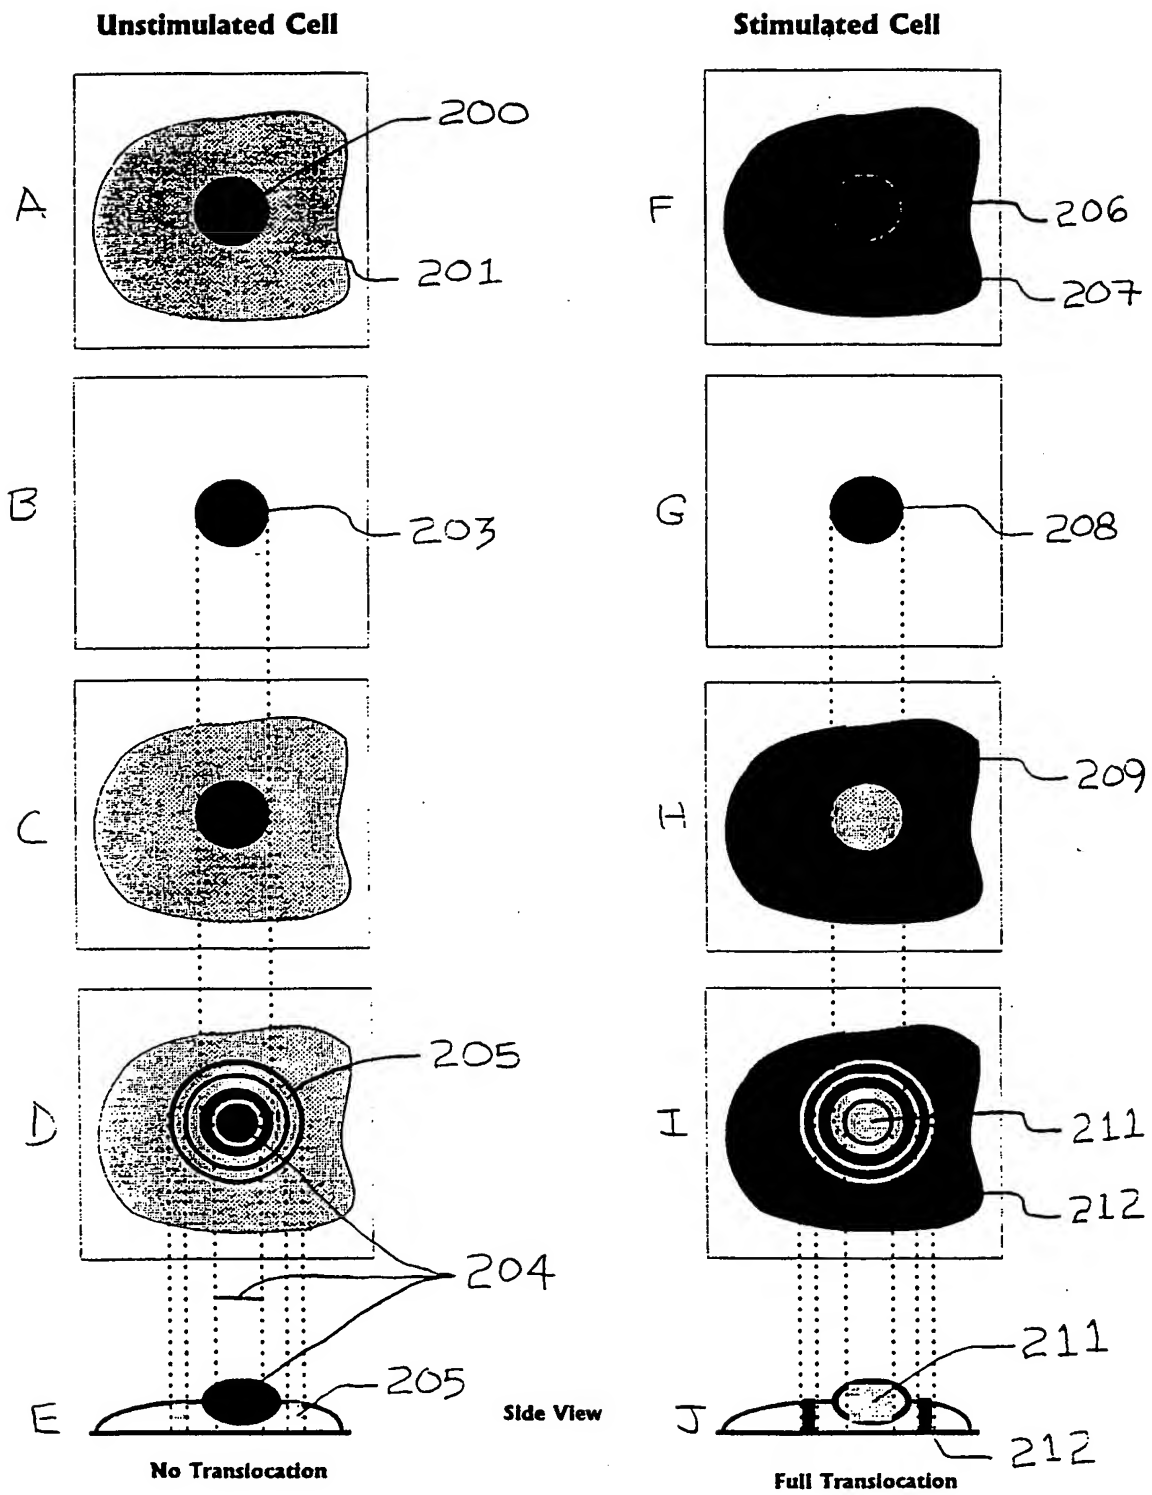 Unstimulated Cell
Stimulated Cell
A
200
201
F
206
207
B
203
G
208
C
H
209
D
205
204
I
211
212
E
205
Side View
J
211
212
No Translocation
Full Translocation